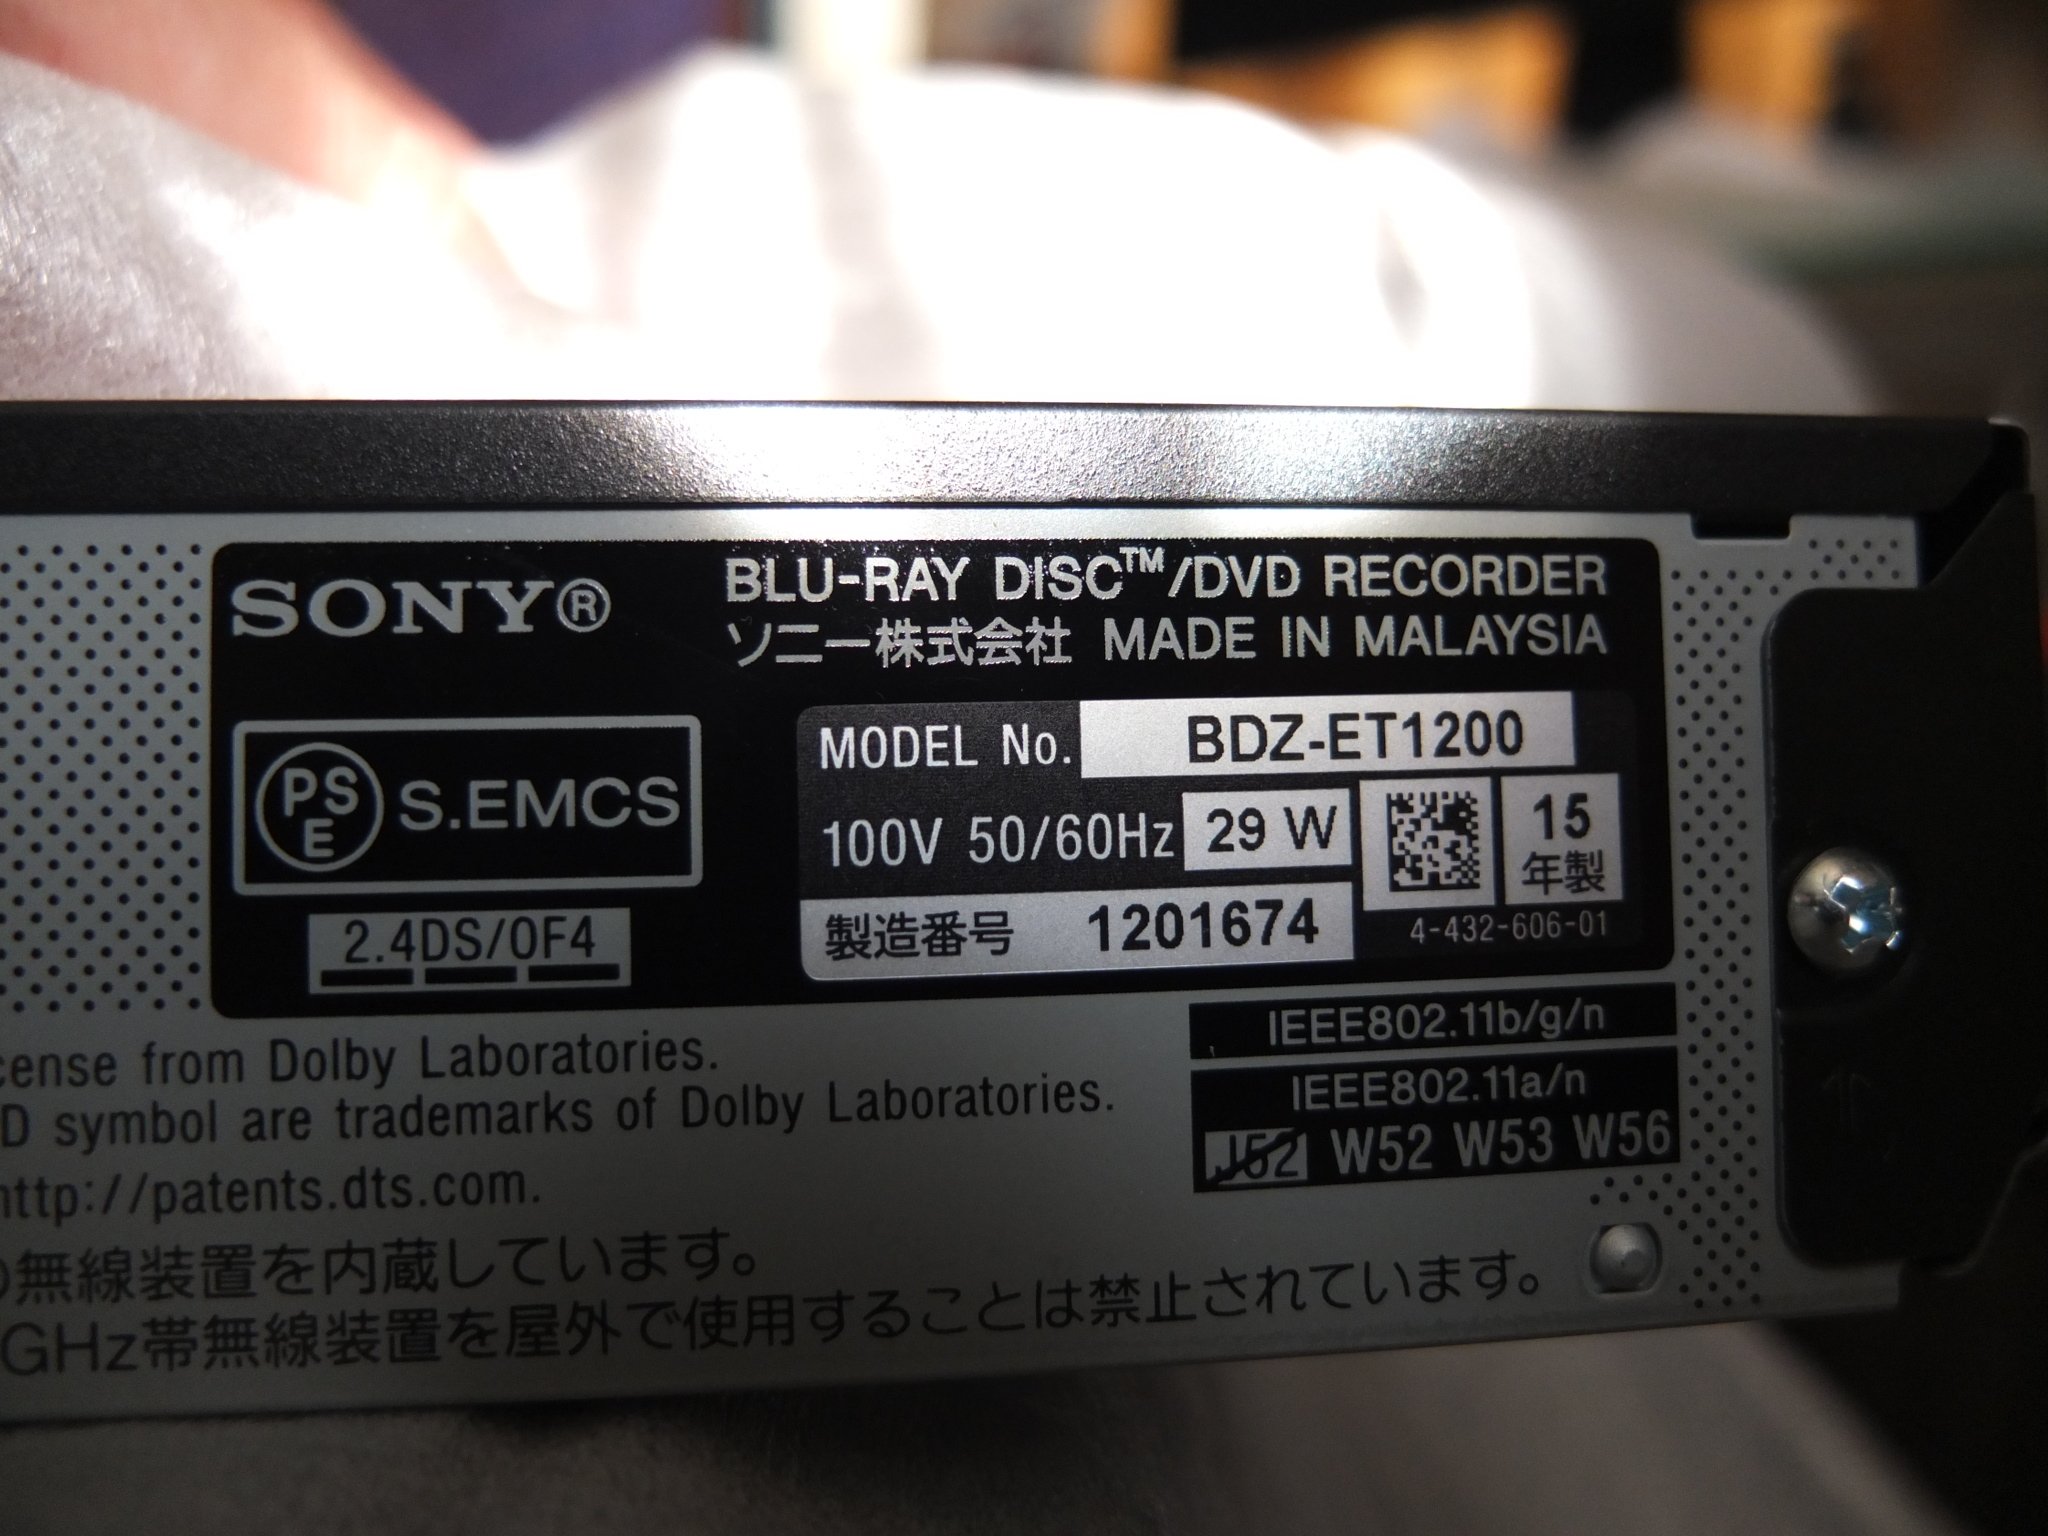 SONY®
BLU-RAY DISC™/DVD RECORDER
ソニー株式会社 MADE IN MALAYSIA
PSE S.EMCS
MODEL No. BDZ-ET1200
100V 50/60Hz 29 W
15
年製
製造番号 1201674
4-432-606-01
2.4DS/OF4
IEEE802.11b/g/n
IEEE802.11a/n
J52 W52 W53 W56
from Dolby Laboratories.
symbol are trademarks of Dolby Laboratories.
http://patents.dts.com.
無線装置を内蔵しています。
GHz帯無線装置を屋外で使用することは禁止されています。